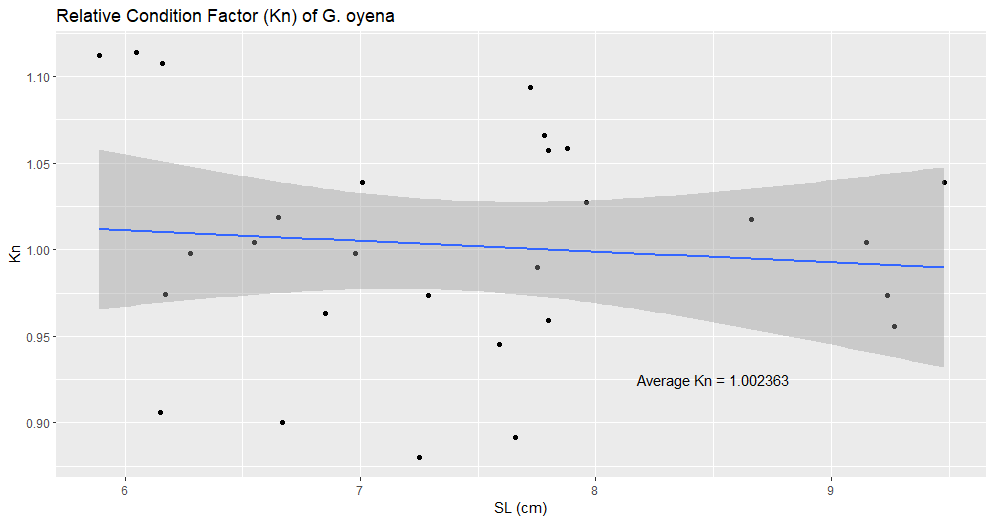 Relative Condition Factor (Kn) of G. oyena
1.10
1.05
1.00
0.95
0.90
Kn
Average Kn = 1.002363
6 7 8 9
SL (cm)